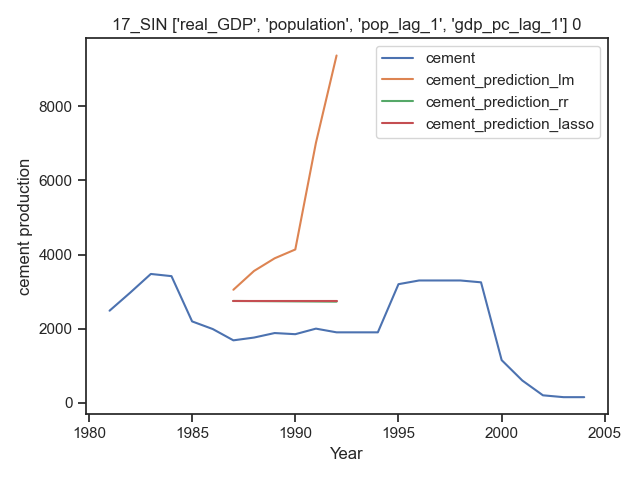 17_SIN ['real_GDP', 'population', 'pop_lag_1', 'gdp_pc_lag_1'] 0
cement
cement_prediction_lm
cement_prediction_rr
cement_prediction_lasso
cement production
8000
6000
4000
2000
0
1980
1985
1990
1995
2000
2005
Year